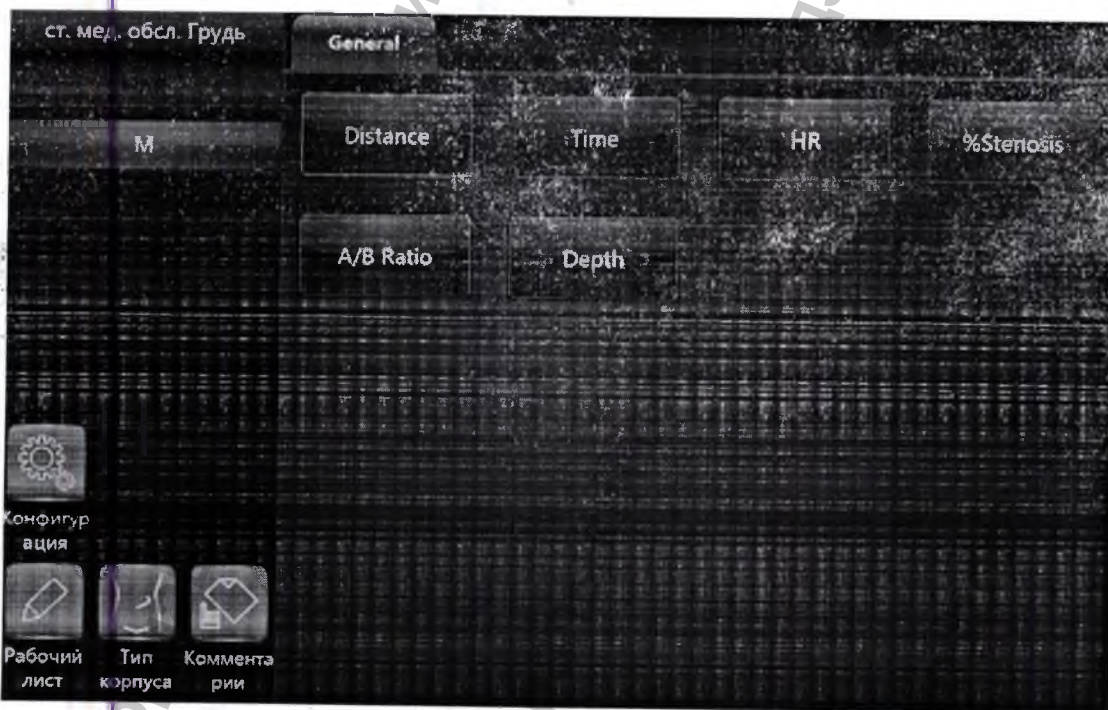 ст. мед. обсл. Грудь
General
M
Distance
Time
HR
%Stenosis
A/B Ratio
Depth
Конфигур
ация
Рабочий
лист
Тип
корпуса
Коммента
рии